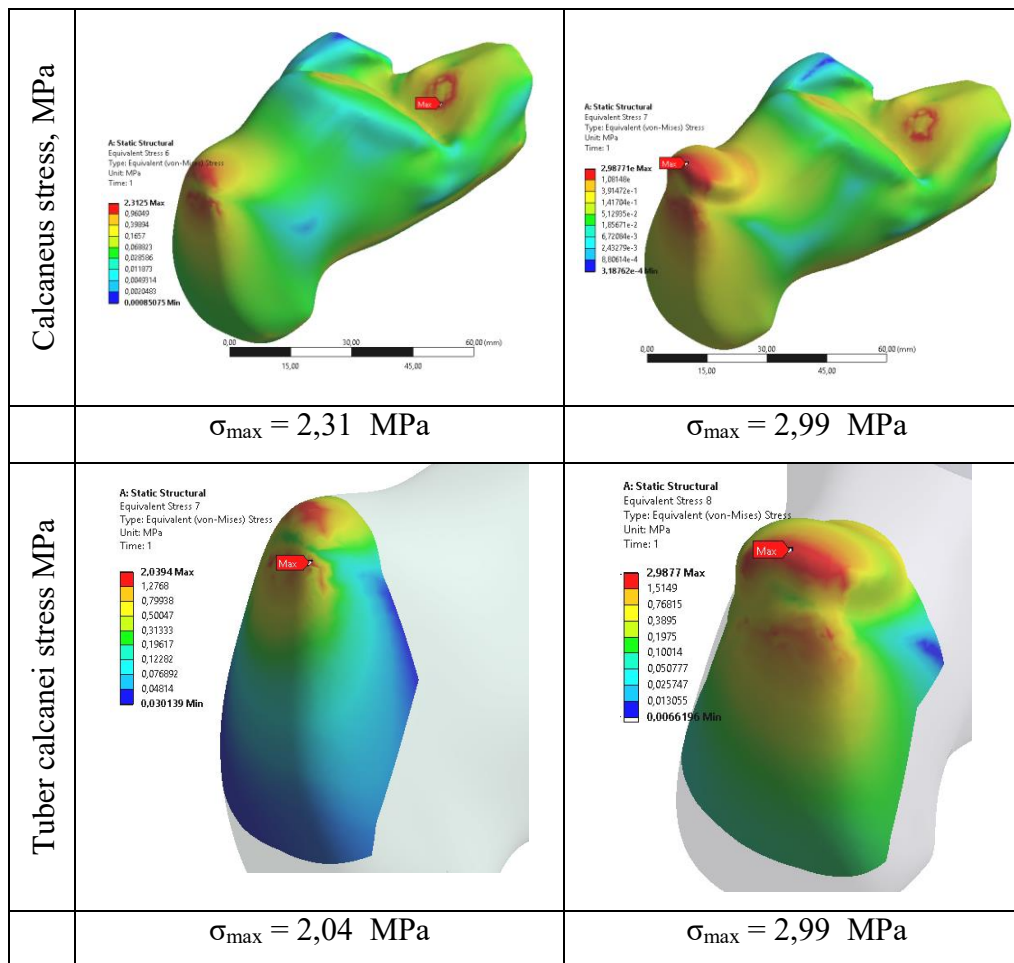 Calcaneus stress, MPa
A: Static Structural
Equivalent Stress 6
Type: Equivalent (von-Mises) Stress
Unit: MPa
Time: 1
2,3125 Max
0,96049
0,39894
0,1657
0,068823
0,028586
0,011873
0,0049314
0,0020483
0,00085075 Min
Max
0,00 30,00 60,00 (mm)
15,00 45,00
A: Static Structural
Equivalent Stress 7
Type: Equivalent (von-Mises) Stress
Unit: MPa
Time: 1
2,98771e Max
1,08148e
3,91472e-1
1,41704e-1
5,12935e-2
1,85671e-2
6,72084e-3
2,43279e-3
8,80614e-4
3,18762e-4 Min
Max
0,00 30,00 60,00 (mm)
15,00 45,00
σmax = 2,31 MPa
σmax = 2,99 MPa
Tuber calcanei stress MPa
A: Static Structural
Equivalent Stress 7
Type: Equivalent (von-Mises) Stress
Unit: MPa
Time: 1
2,0394 Max
1,2768
0,79938
0,50047
0,31333
0,19617
0,12282
0,076892
0,04814
0,030139 Min
Max
A: Static Structural
Equivalent Stress 8
Type: Equivalent (von-Mises) Stress
Unit: MPa
Time: 1
2,9877 Max
1,5149
0,76815
0,3895
0,1975
0,10014
0,050777
0,025747
0,013055
0,0066196 Min
Max
σmax = 2,04 MPa
σmax = 2,99 MPa